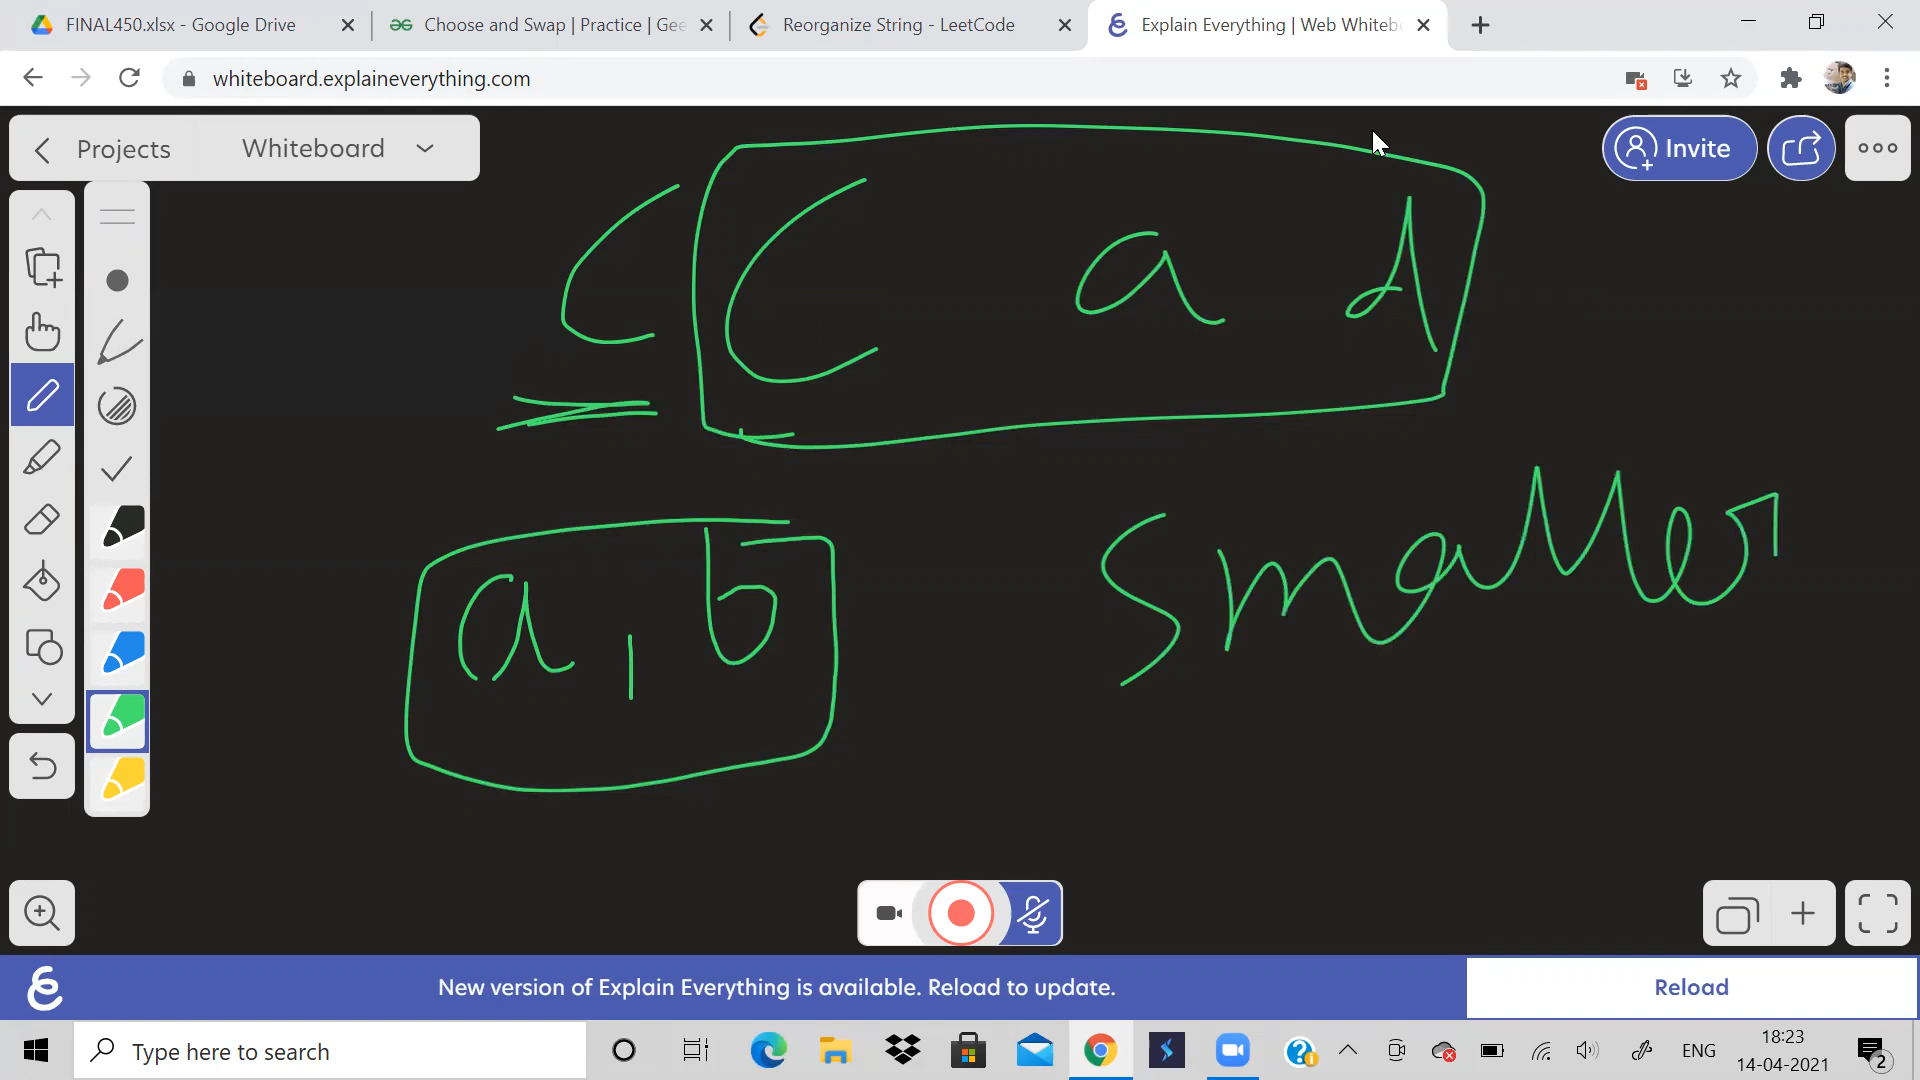 FINAL450.xlsx - Google Drive
Choose and Swap | Practice | Gee
Reorganize String - LeetCode
Explain Everything | Web Whitebo
whiteboard.explaineverything.com
Projects
Whiteboard
Invite
C C a d
a, b
Smaller
New version of Explain Everything is available. Reload to update.
Reload
Type here to search
ENG
18:23
14-04-2021
2